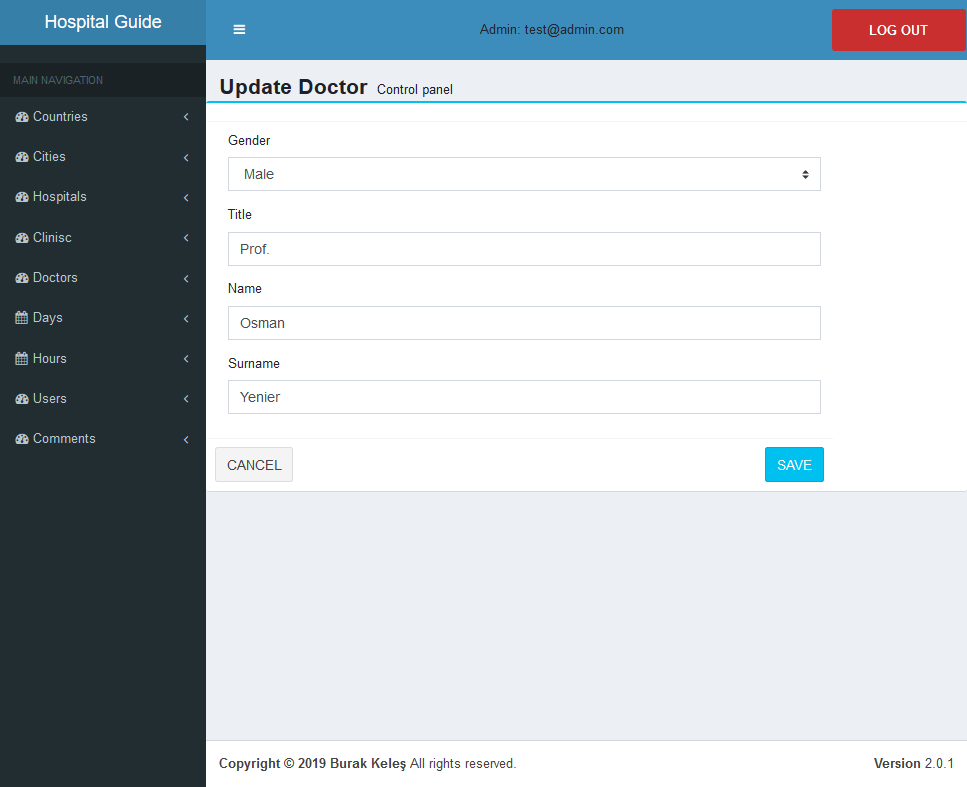 Hospital Guide
Admin: test@admin.com
LOG OUT
MAIN NAVIGATION
Countries
Cities
Hospitals
Clinisc
Doctors
Days
Hours
Users
Comments
Update Doctor Control panel
Gender
Male
Title
Prof.
Name
Osman
Surname
Yenier
CANCEL
SAVE
Copyright © 2019 Burak Keleş All rights reserved.
Version 2.0.1